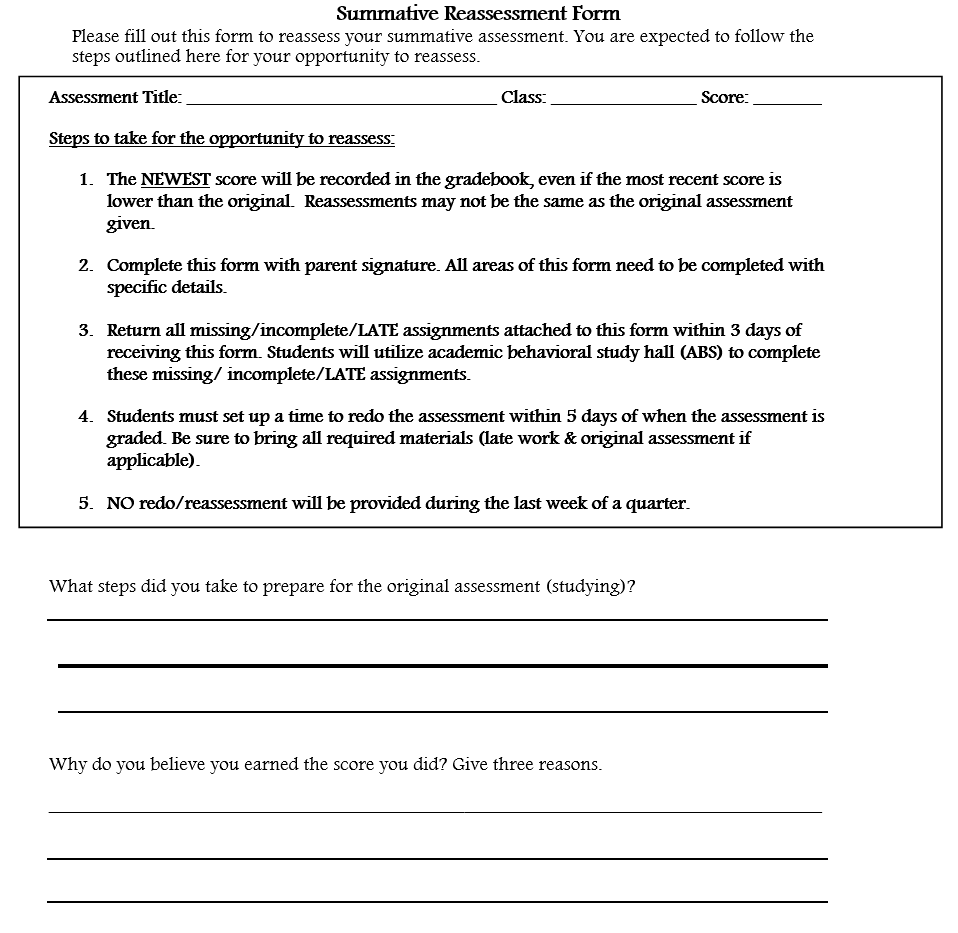 Summative Reassessment Form
Please fill out this form to reassess your summative assessment. You are expected to follow the
steps outlined here for your opportunity to reassess.
Assessment Title: ________________________________ Class: _______________ Score: _______
Steps to take for the opportunity to reassess:
1. The NEWEST score will be recorded in the gradebook, even if the most recent score is
lower than the original. Reassessments may not be the same as the original assessment
given.
2. Complete this form with parent signature. All areas of this form need to be completed with
specific details.
3. Return all missing/incomplete/LATE assignments attached to this form within 3 days of
receiving this form. Students will utilize academic behavioral study hall (ABS) to complete
these missing/ incomplete/LATE assignments.
4. Students must set up a time to redo the assessment within 5 days of when the assessment is
graded. Be sure to bring all required materials (late work & original assessment if
applicable).
5. NO redo/reassessment will be provided during the last week of a quarter.
What steps did you take to prepare for the original assessment (studying)?
Why do you believe you earned the score you did? Give three reasons.